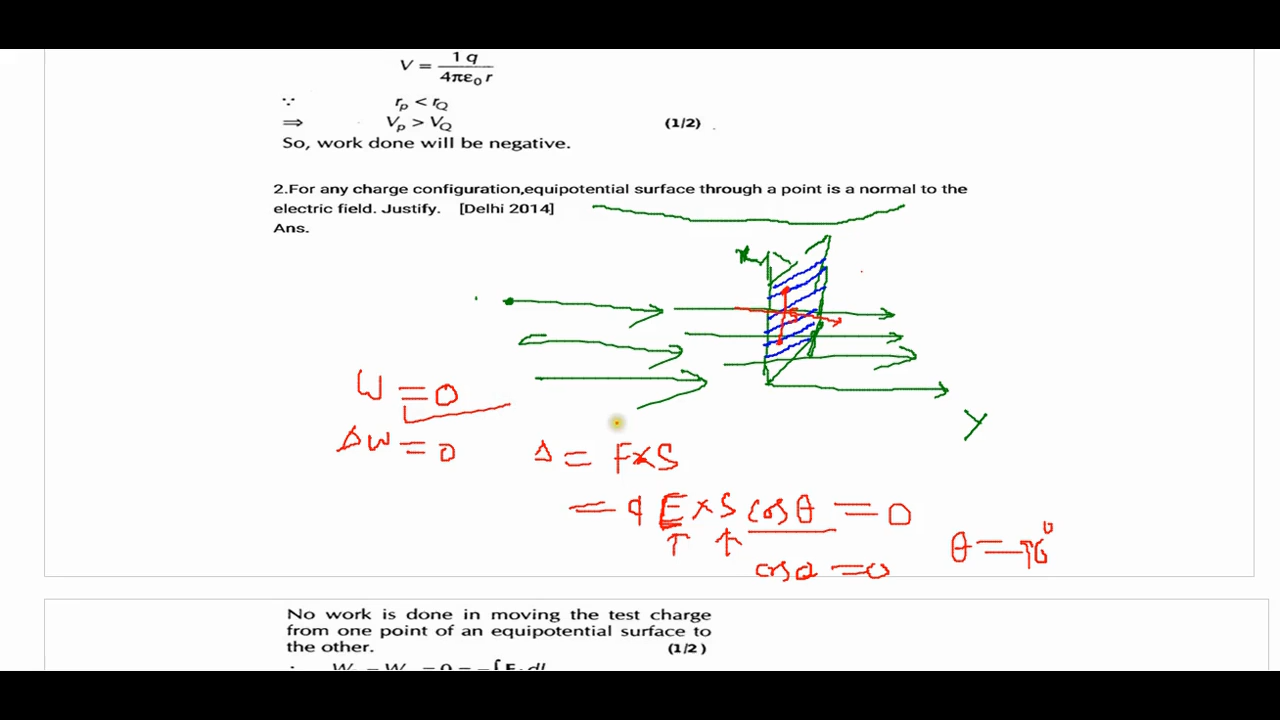 V = 1 q / 4πε₀ r
∵ r_p < r_Q
⇒ V_p > V_Q (1/2)
So, work done will be negative.
2.For any charge configuration,equipotential surface through a point is a normal to the
electric field. Justify. [Delhi 2014]
Ans.
W = 0
Y
ΔW = 0
Δ = F×S
= q E × S cosθ = 0
θ = 90°
cosθ = 0
No work is done in moving the test charge
from one point of an equipotential surface to
the other. (1/2)